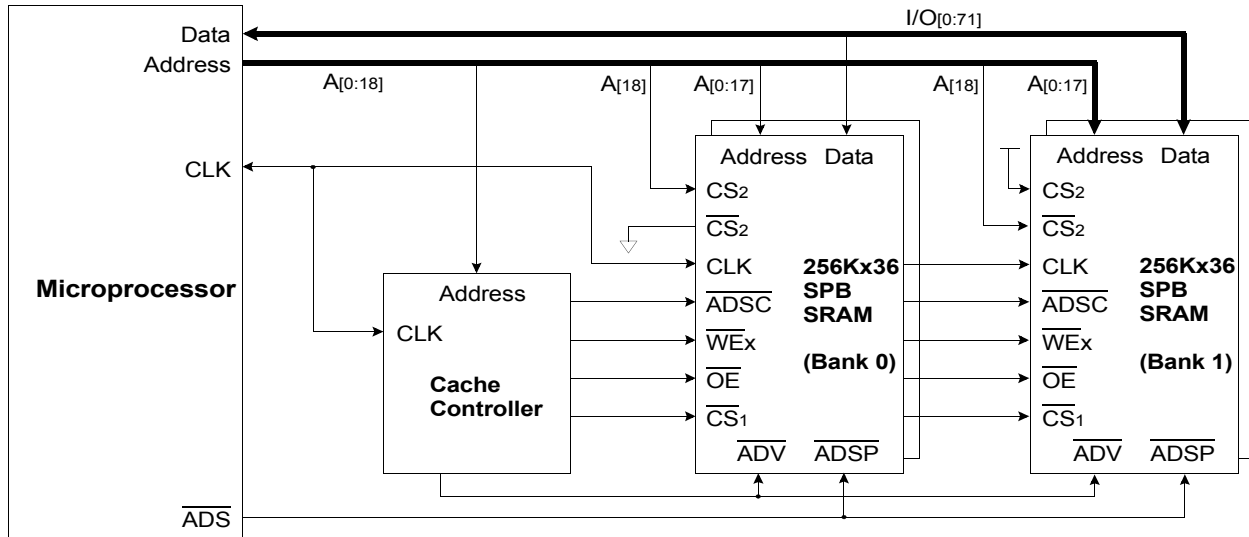 I/O[0:71]
Data
Address
A[0:18]
A[18]
A[0:17]
A[18]
A[0:17]
CLK
Microprocessor
ADS
Address
CLK
Cache
Controller
Address Data
CS2
CS2
CLK
ADSC
WEx
OE
CS1
ADV ADSP
256Kx36
SPB
SRAM
(Bank 0)
Address Data
CS2
CS2
CLK
ADSC
WEx
OE
CS1
ADV ADSP
256Kx36
SPB
SRAM
(Bank 1)